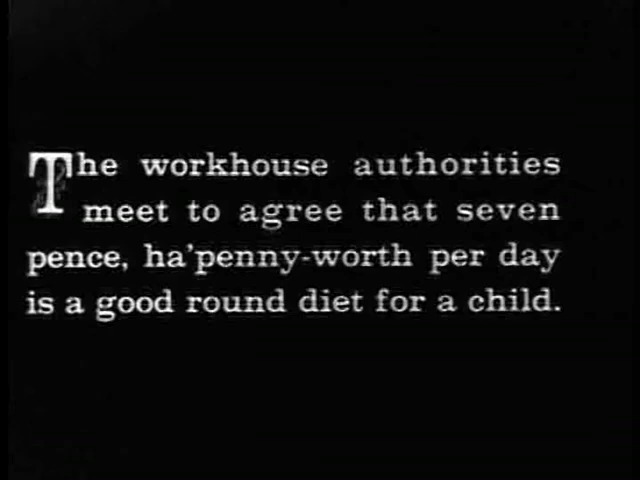 The workhouse authorities
meet to agree that seven
pence, ha'penny-worth per day
is a good round diet for a child.